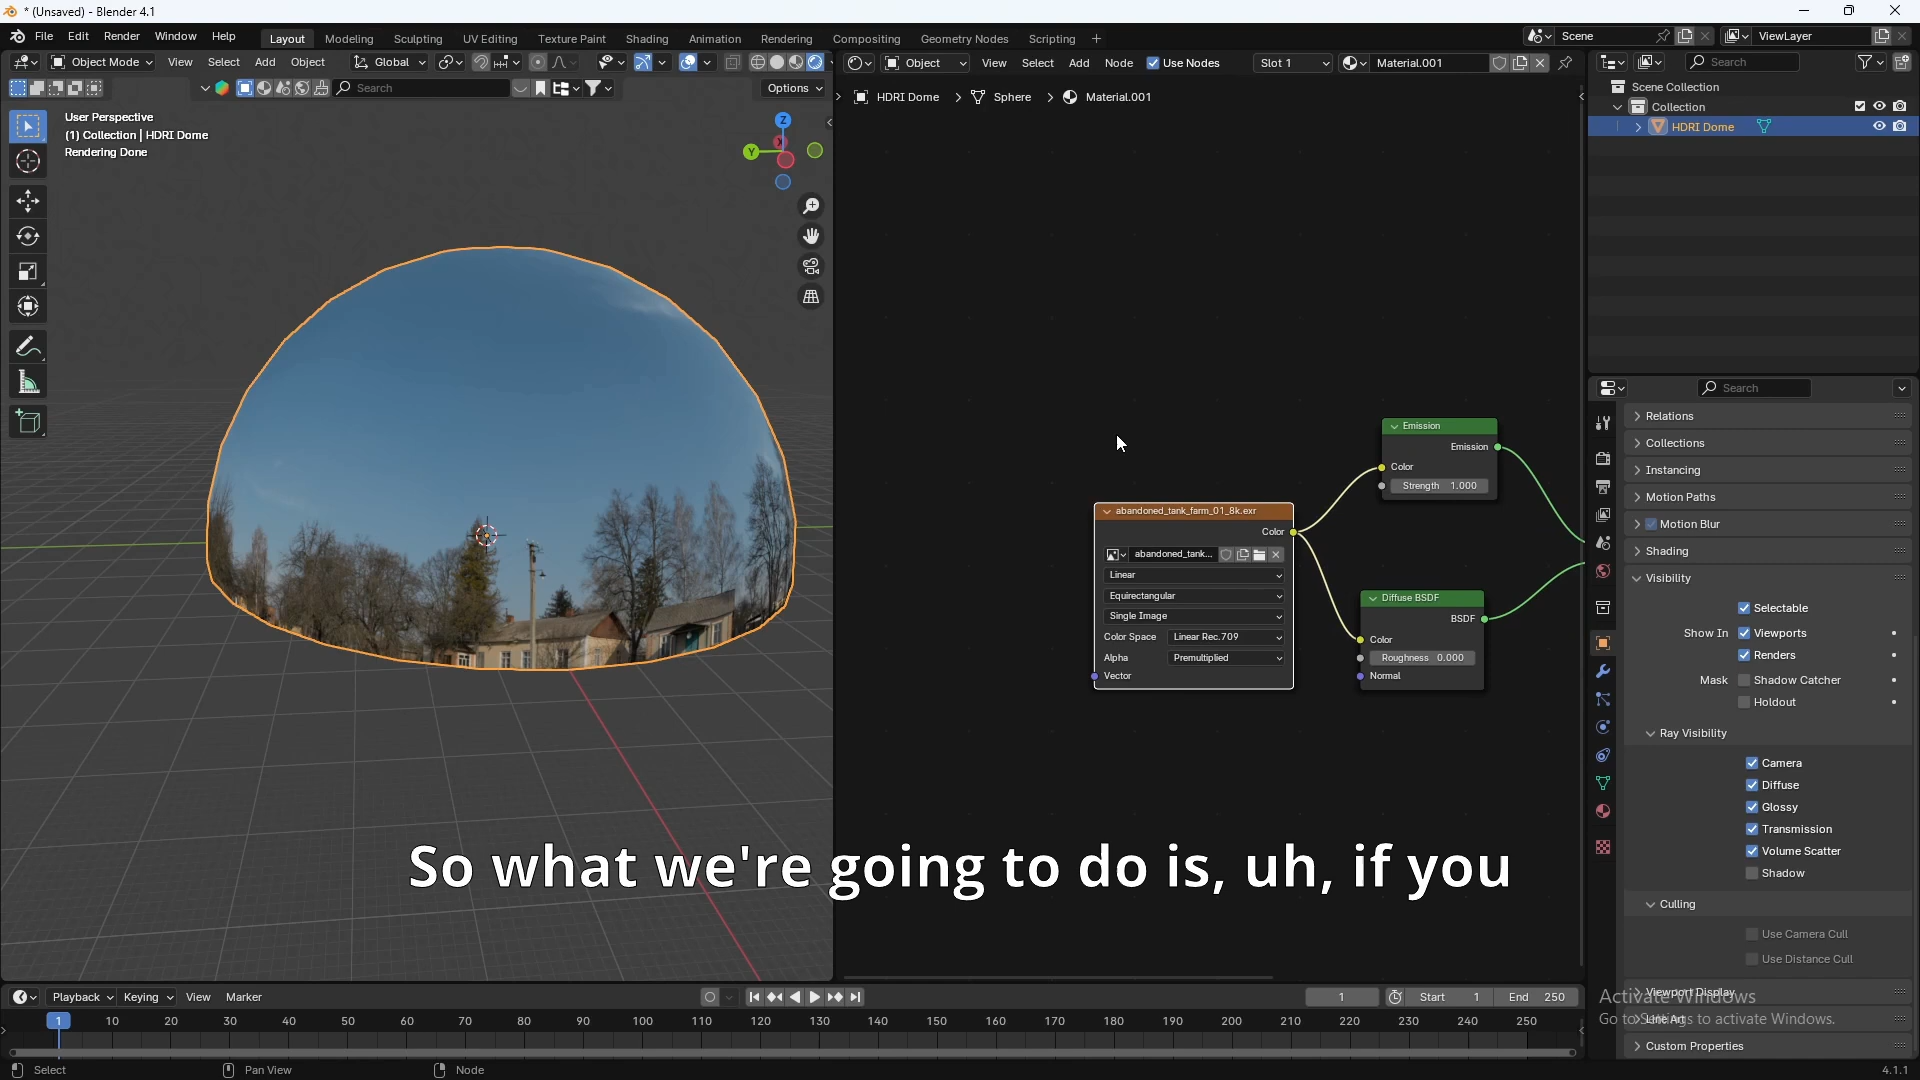 * (Unsaved) - Blender 4.1
File Edit Render Window Help
Layout Modeling Sculpting UV Editing Texture Paint Shading Animation Rendering Compositing Geometry Nodes Scripting +
Scene
ViewLayer
Object Mode View Select Add Object Global
Search
Options
User Perspective
(1) Collection | HDRI Dome
Rendering Done
Z
Y
Object View Select Add Node Use Nodes Slot 1 Material.001
HDRI Dome > Sphere > Material.001
Emission
Emission
Color
Strength 1.000
abandoned_tank_farm_01_8k.exr
Color
abandoned_tank...
Linear
Equirectangular
Single Image
Color Space Linear Rec.709
Alpha Premultiplied
Vector
Diffuse BSDF
BSDF
Color
Roughness 0.000
Normal
So what we're going to do is, uh, if you
Search
Scene Collection
Collection
HDRI Dome
Search
Relations
Collections
Instancing
Motion Paths
Motion Blur
Shading
Visibility
Selectable
Show In Viewports
Renders
Mask Shadow Catcher
Holdout
Ray Visibility
Camera
Diffuse
Glossy
Transmission
Volume Scatter
Shadow
Culling
Use Camera Cull
Use Distance Cull
Viewport Display
Line Art
Custom Properties
Activate Windows
Go to Settings to activate Windows.
Playback Keying View Marker
1 Start 1 End 250
1 10 20 30 40 50 60 70 80 90 100 110 120 130 140 150 160 170 180 190 200 210 220 230 240 250
Select Pan View Node
4.1.1